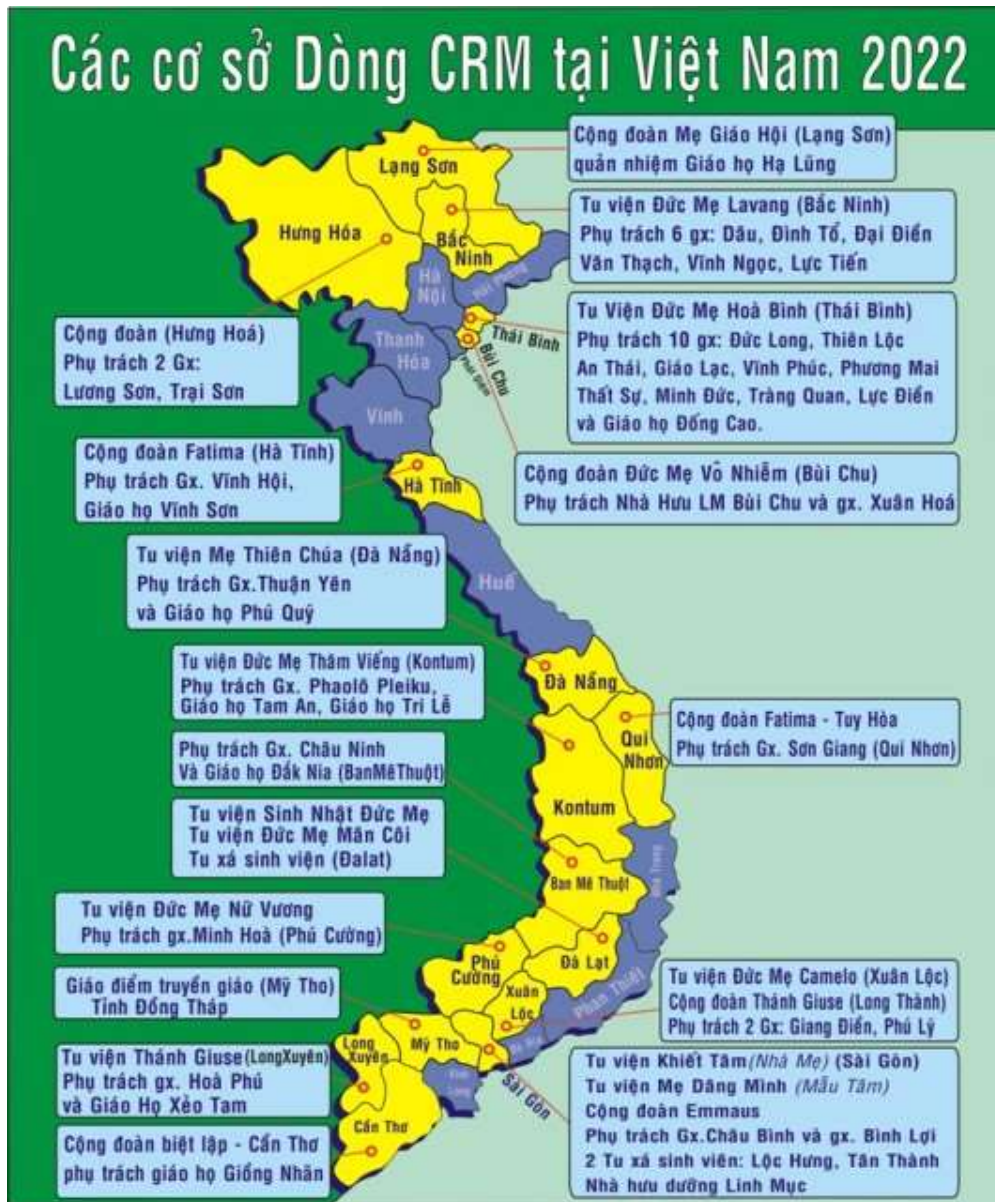 Các cơ sở Dòng CRM tại Việt Nam 2022
Cộng đoàn Mẹ Giáo Hội (Lạng Sơn)
quản nhiệm Giáo họ Hạ Lũng
Tu viện Đức Mẹ Lavang (Bắc Ninh)
Phụ trách 6 gx: Dâu, Đình Tổ, Đại Điền
Văn Thạch, Vĩnh Ngọc, Lực Tiến
Tu Viện Đức Mẹ Hoà Bình (Thái Bình)
Phụ trách 10 gx: Đức Long, Thiên Lộc
An Thái, Giáo Lạc, Vĩnh Phúc, Phương Mai
Thất Sự, Minh Đức, Tràng Quan, Lực Điền
và Giáo họ Đống Cao.
Cộng đoàn (Hưng Hoá)
Phụ trách 2 Gx:
Lương Sơn, Trại Sơn
Cộng đoàn Fatima (Hà Tĩnh)
Phụ trách Gx. Vĩnh Hội,
Giáo họ Vĩnh Sơn
Cộng đoàn Đức Mẹ Vô Nhiễm (Bùi Chu)
Phụ trách Nhà Hưu LM Bùi Chu và gx. Xuân Hoá
Tu viện Mẹ Thiên Chúa (Đà Nẵng)
Phụ trách Gx.Thuận Yên
và Giáo họ Phú Quý
Tu viện Đức Mẹ Thăm Viếng (Kontum)
Phụ trách Gx. Phaolô Pleiku,
Giáo họ Tam An, Giáo họ Tri Lễ
Cộng đoàn Fatima - Tuy Hòa
Phụ trách Gx. Sơn Giang (Qui Nhơn)
Phụ trách Gx. Châu Ninh
Và Giáo họ Đắk Nia (BanMêThuột)
Tu viện Sinh Nhật Đức Mẹ
Tu viện Đức Mẹ Mân Côi
Tu xá sinh viên (Đalat)
Tu viện Đức Mẹ Nữ Vương
Phụ trách gx.Minh Hoà (Phú Cường)
Giáo điểm truyền giáo (Mỹ Tho)
Tỉnh Đồng Tháp
Tu viện Đức Mẹ Camelo (Xuân Lộc)
Cộng đoàn Thánh Giuse (Long Thành)
Phụ trách 2 Gx: Giang Điền, Phú Lý
Tu viện Thánh Giuse(LongXuyên)
Phụ trách gx. Hoà Phú
và Giáo Họ Xẻo Tam
Tu viện Khiết Tâm(Nhà Mẹ) (Sài Gòn)
Tu viện Mẹ Dâng Mình (Mẫu Tâm)
Cộng đoàn Emmaus
Phụ trách Gx.Châu Bình và gx. Bình Lợi
2 Tu xá sinh viên: Lộc Hưng, Tân Thành
Nhà hưu dưỡng Linh Mục
Cộng đoàn biệt lập - Cần Thơ
phụ trách giáo họ Giồng Nhãn
Lạng Sơn
Hưng Hóa
Bắc
Ninh
Hà
Nội
Hải Phòng
Thái Bình
Bùi Chu
Phát Diệm
Thanh
Hóa
Vinh
Hà Tĩnh
Huế
Đà Nẵng
Qui
Nhơn
Kontum
Ban Mê Thuột
Nha Trang
Đà Lạt
Phú
Cường
Xuân
Lộc
Phan Thiết
Long
Xuyên
Mỹ Tho
Sài Gòn
Cần Thơ